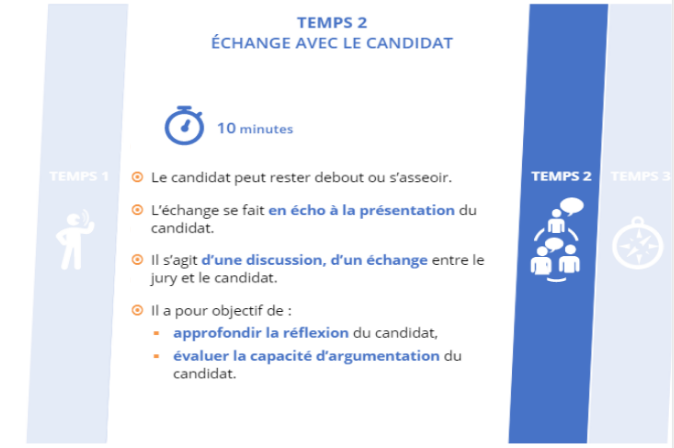 TEMPS 2
ÉCHANGE AVEC LE CANDIDAT
10 minutes
TEMPS 1
Le candidat peut rester debout ou s’asseoir.
TEMPS 2
TEMPS 3
L’échange se fait en écho à la présentation du
candidat.
Il s’agit d’une discussion, d’un échange entre le
jury et le candidat.
Il a pour objectif de :
approfondir la réflexion du candidat,
évaluer la capacité d’argumentation du
candidat.